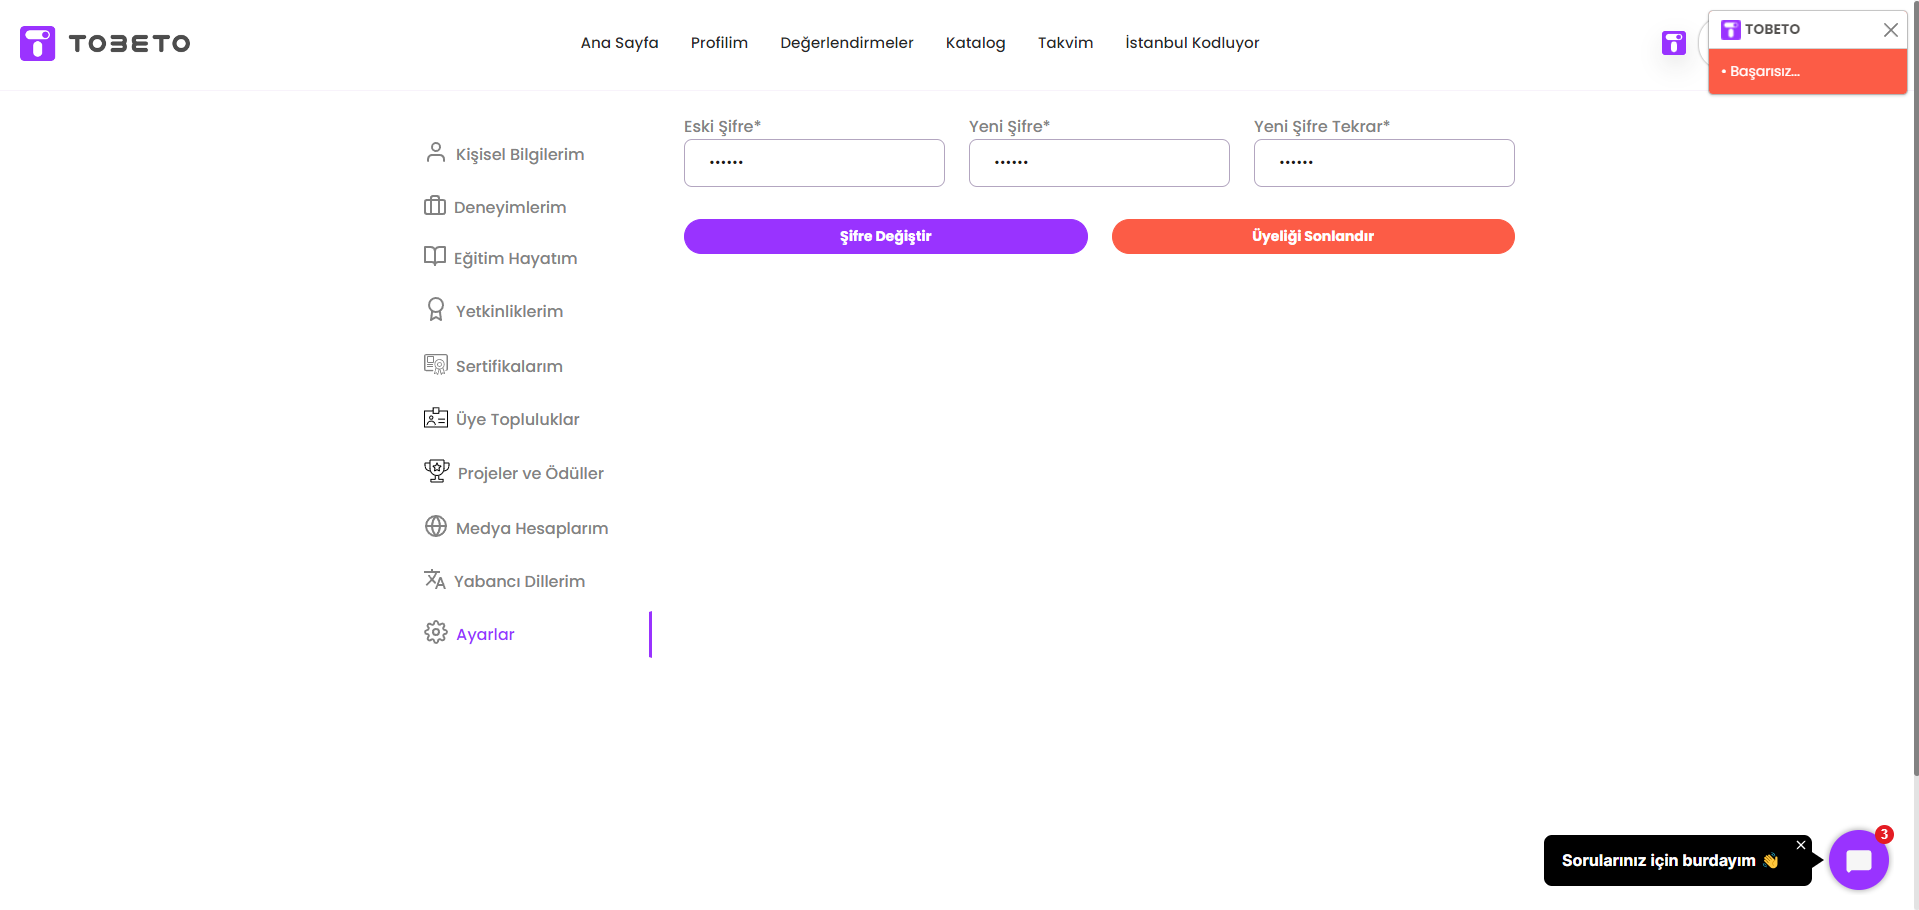 TOBETO
Ana Sayfa
Profilim
Değerlendirmeler
Katalog
Takvim
İstanbul Kodluyor
TOBETO
• Başarısız...
Kişisel Bilgilerim
Deneyimlerim
Eğitim Hayatım
Yetkinliklerim
Sertifikalarım
Üye Topluluklar
Projeler ve Ödüller
Medya Hesaplarım
Yabancı Dillerim
Ayarlar
Eski Şifre*
Yeni Şifre*
Yeni Şifre Tekrar*
••••••
••••••
••••••
Şifre Değiştir
Üyeliği Sonlandır
Sorularınız için burdayım 👋
3